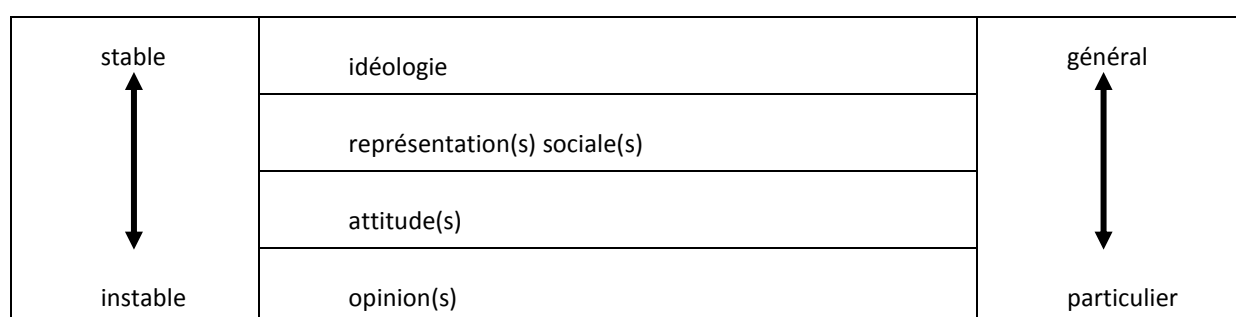 stable
idéologie
général
représentation(s) sociale(s)
attitude(s)
instable
opinion(s)
particulier